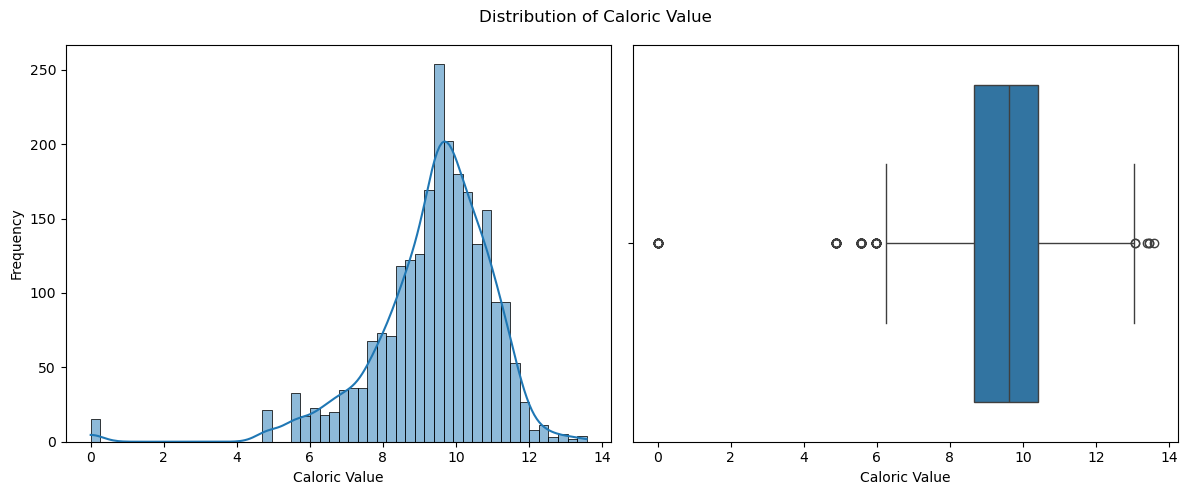 Distribution of Caloric Value
250
200
150
100
50
0
Frequency
0 2 4 6 8 10 12 14
Caloric Value
0 2 4 6 8 10 12 14
Caloric Value